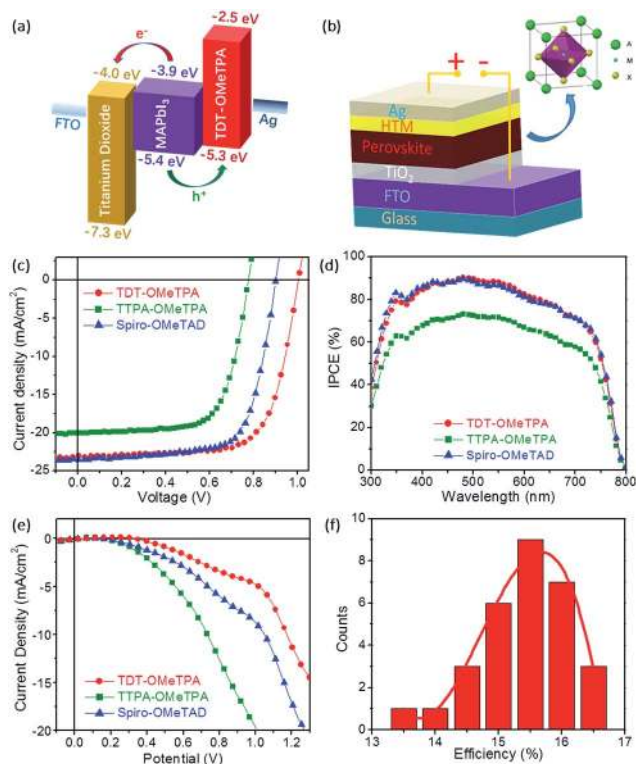 (a)
e⁻
-2.5 eV
-4.0 eV
-3.9 eV
FTO
Titanium Dioxide
MAPbI₃
TDT-OMeTPA
Ag
-5.4 eV
-5.3 eV
h⁺
-7.3 eV
(b)
+ -
A
M
X
Ag
HTM
Perovskite
TiO₂
FTO
Glass
(c)
Current density (mA/cm²)
0
-5
-10
-15
-20
-25
TDT-OMeTPA
TTPA-OMeTPA
Spiro-OMeTAD
0.0 0.2 0.4 0.6 0.8 1.0
Voltage (V)
(d)
IPCE (%)
100
80
60
40
20
0
TDT-OMeTPA
TTPA-OMeTPA
Spiro-OMeTAD
300 400 500 600 700 800
Wavelength (nm)
(e)
Current Density (mA/cm²)
0
-5
-10
-15
-20
TDT-OMeTPA
TTPA-OMeTPA
Spiro-OMeTAD
0.0 0.4 0.8 1.2
Potential (V)
(f)
Counts
10
8
6
4
2
0
13 14 15 16 17
Efficiency (%)